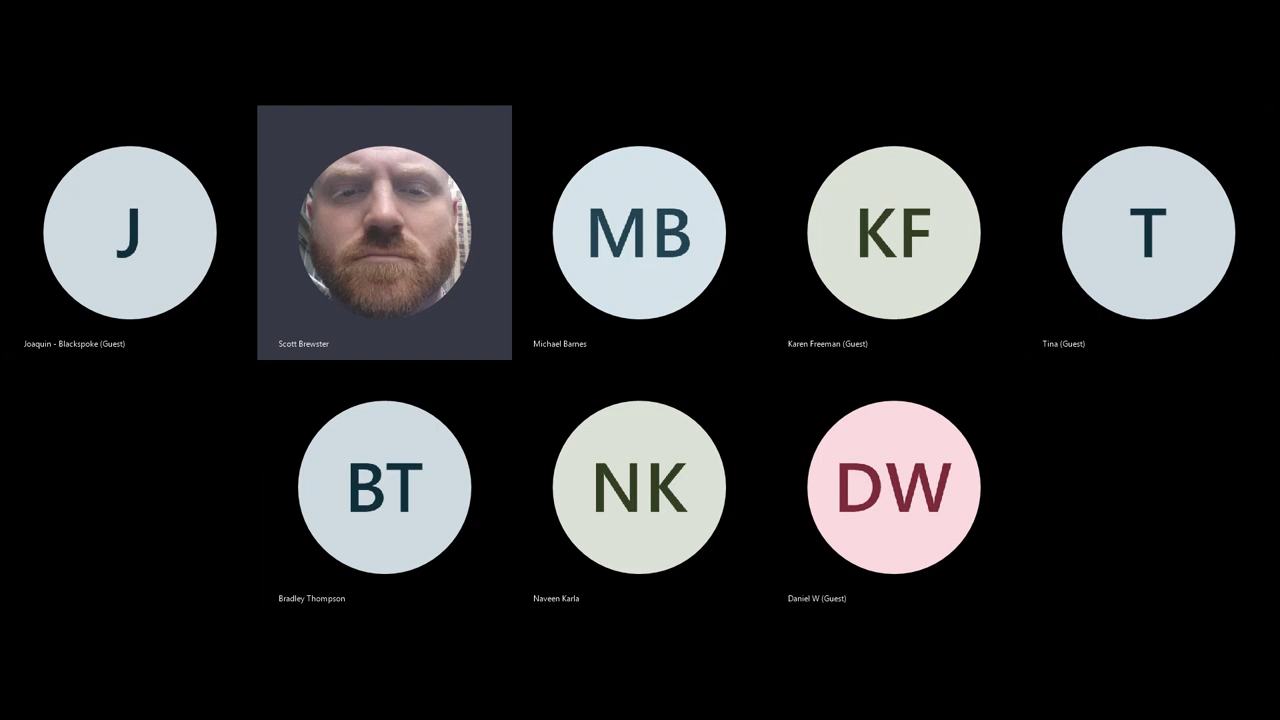 J
MB
KF
T
Joaquin - Blackspoke (Guest)
Scott Brewster
Michael Barnes
Karen Freeman (Guest)
Tina (Guest)
BT
NK
DW
Bradley Thompson
Naveen Karla
Daniel W (Guest)